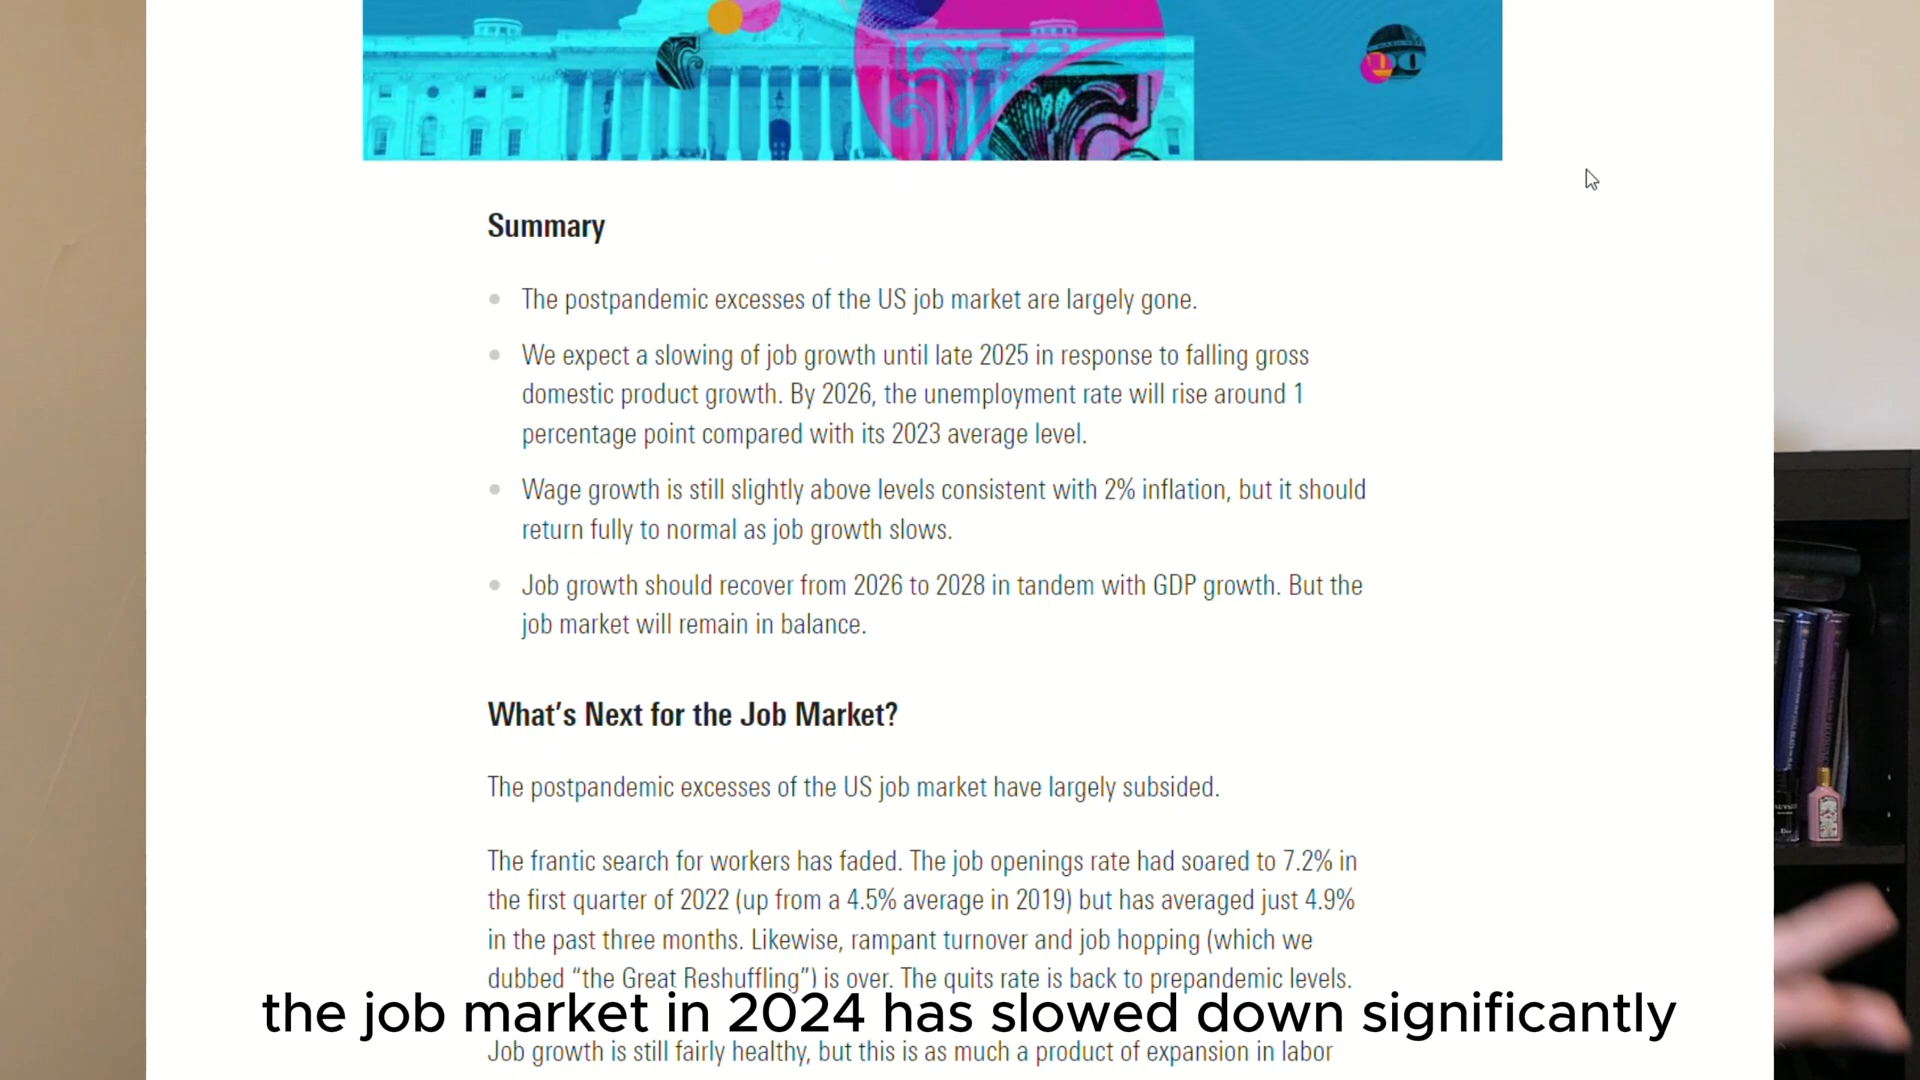 Summary
The postpandemic excesses of the US job market are largely gone.
We expect a slowing of job growth until late 2025 in response to falling gross
domestic product growth. By 2026, the unemployment rate will rise around 1
percentage point compared with its 2023 average level.
Wage growth is still slightly above levels consistent with 2% inflation, but it should
return fully to normal as job growth slows.
Job growth should recover from 2026 to 2028 in tandem with GDP growth. But the
job market will remain in balance.
What's Next for the Job Market?
The postpandemic excesses of the US job market have largely subsided.
The frantic search for workers has faded. The job openings rate had soared to 7.2% in
the first quarter of 2022 (up from a 4.5% average in 2019) but has averaged just 4.9%
in the past three months. Likewise, rampant turnover and job hopping (which we
dubbed “the Great Reshuffling”) is over. The quits rate is back to prepandemic levels.
the job market in 2024 has slowed down significantly
Job growth is still fairly healthy, but this is as much a product of expansion in labor